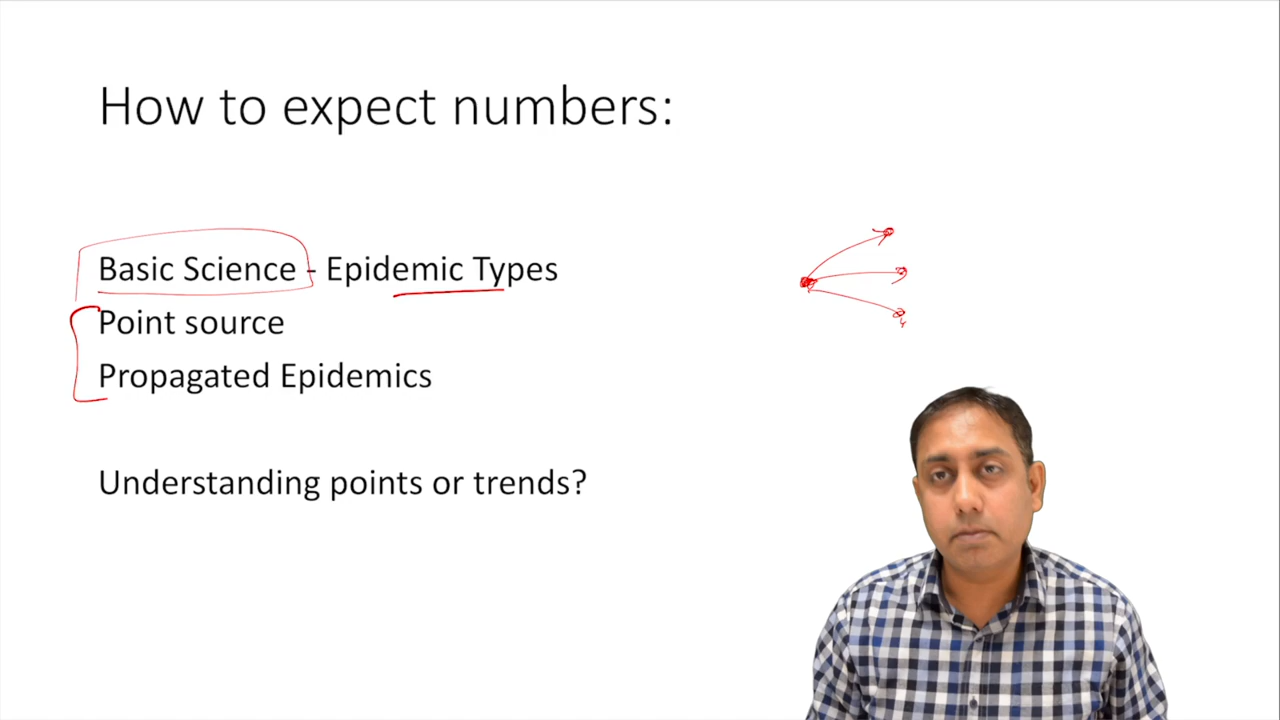 How to expect numbers:
Basic Science - Epidemic Types
Point source
Propagated Epidemics
Understanding points or trends?